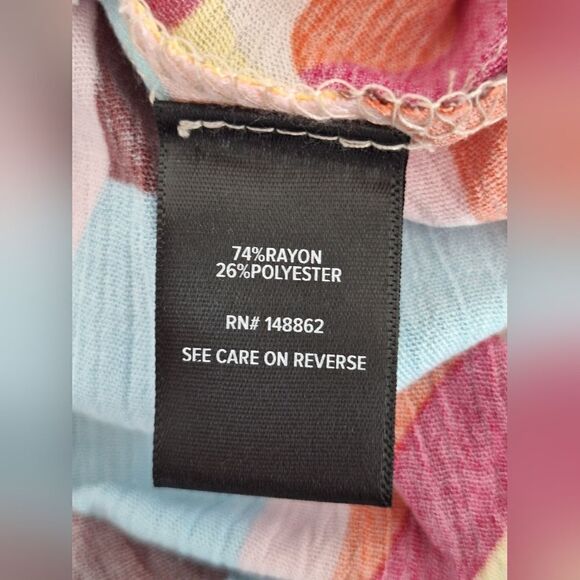 74%RAYON
26%POLYESTER
RN# 148862
SEE CARE ON REVERSE